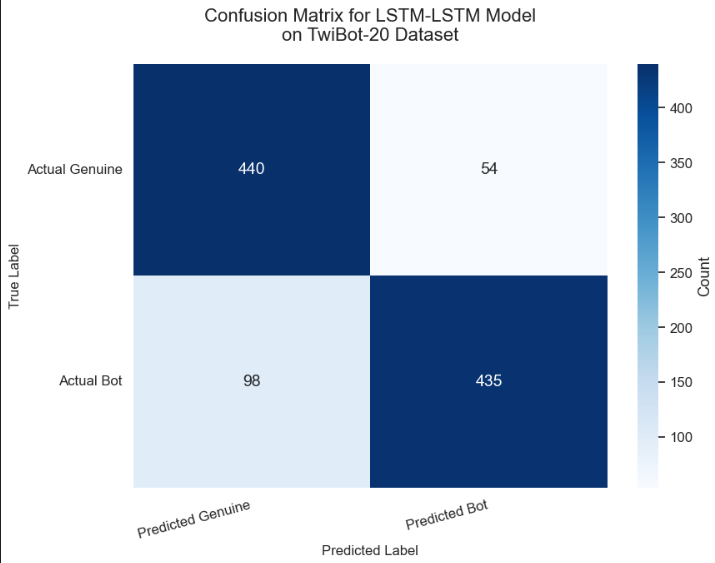 Confusion Matrix for LSTM-LSTM Model
on TwiBot-20 Dataset
Actual Genuine
440
54
Actual Bot
98
435
True Label
Predicted Genuine
Predicted Bot
Predicted Label
400
350
300
250
200
150
100
Count